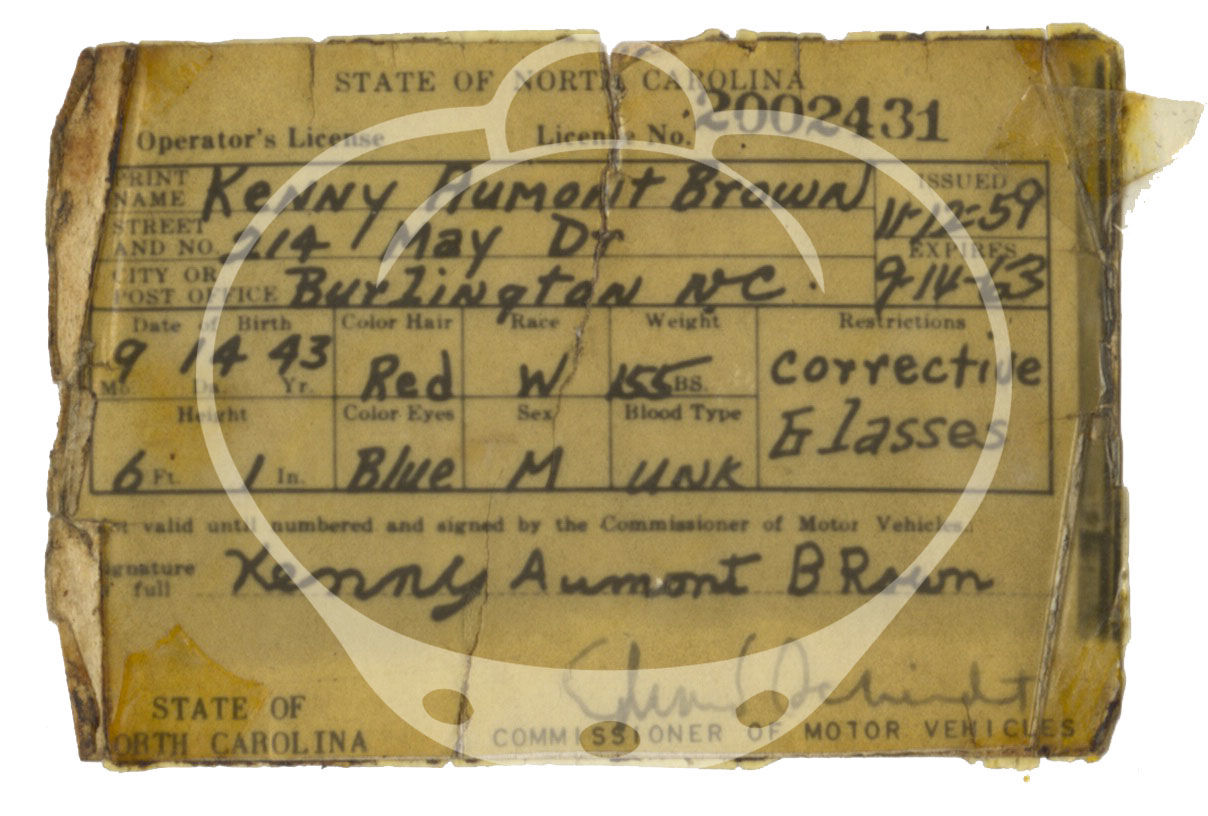 STATE OF NORTH CAROLINA
Operator's License License No. 2002431
PRINT NAME Kenny Aumont Brown ISSUED 11-12-59
STREET AND NO. 214 May Dr EXPIRES 9-14-63
CITY OR POST OFFICE Burlington N.C.
Date of Birth Color Hair Race Weight Restrictions
9 14 43 Red W 155 LBS. corrective
Mo. Da. Yr.
Height Color Eyes Sex Blood Type Glasses
6 Ft. 1 In. Blue M UNK
valid until numbered and signed by the Commissioner of Motor Vehicles.
Signature full Kenny Aumont BRown
STATE OF
NORTH CAROLINA
COMMISSIONER OF MOTOR VEHICLES